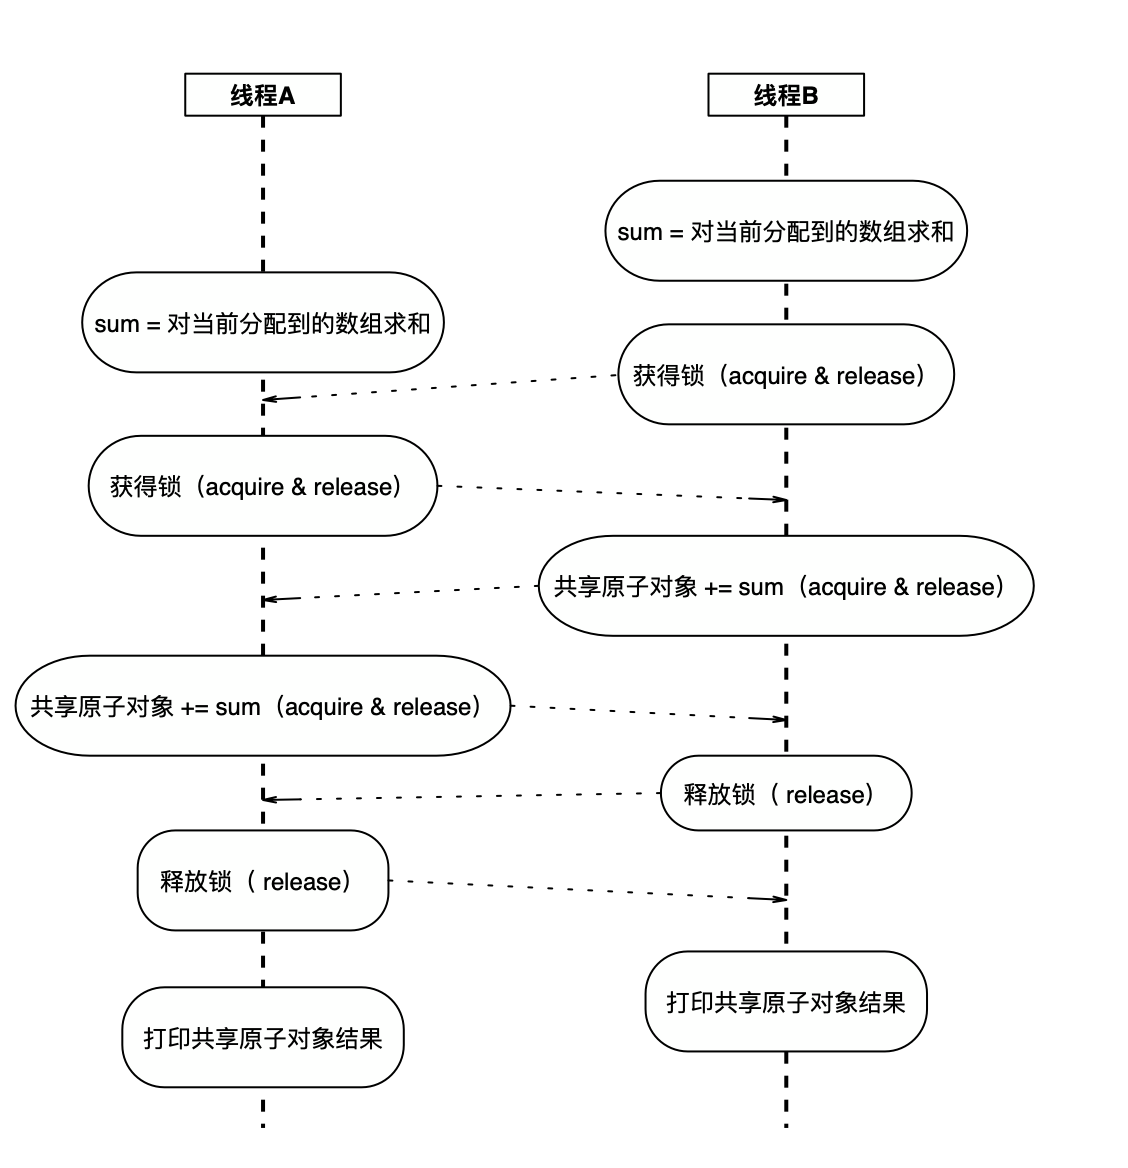 线程A
线程B
sum = 对当前分配到的数组求和
sum = 对当前分配到的数组求和
获得锁（acquire & release）
获得锁（acquire & release）
共享原子对象 += sum（acquire & release）
共享原子对象 += sum（acquire & release）
释放锁（ release）
释放锁（ release）
打印共享原子对象结果
打印共享原子对象结果